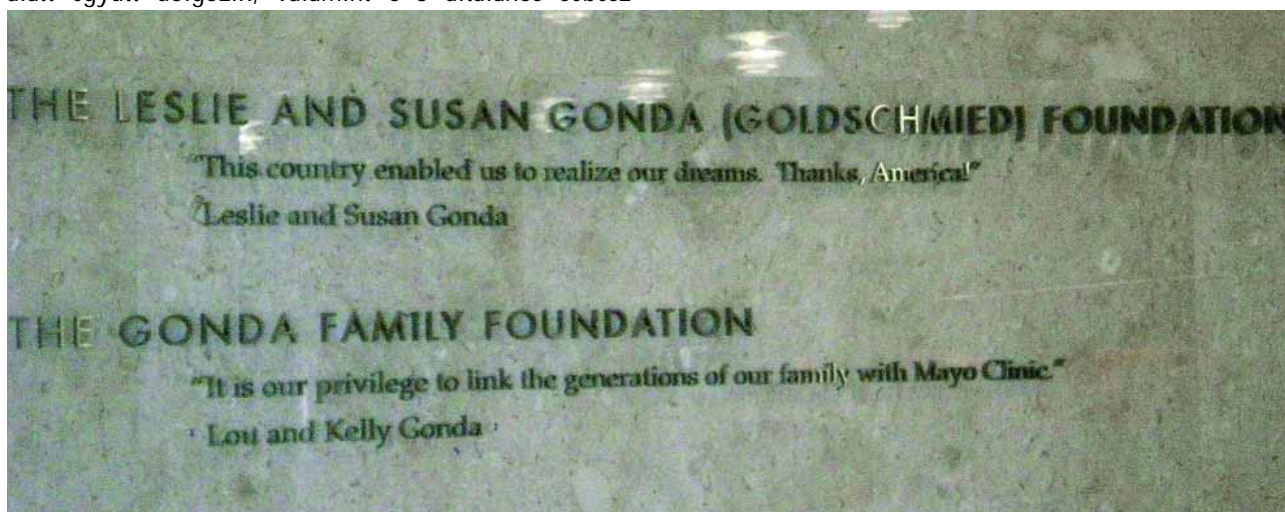 THE LESLIE AND SUSAN GONDA (GOLDSCHMIED) FOUNDATION
"This country enabled us to realize our dreams. Thanks, America!"
Leslie and Susan Gonda
THE GONDA FAMILY FOUNDATION
"It is our privilege to link the generations of our family with Mayo Clinic."
Lou and Kelly Gonda